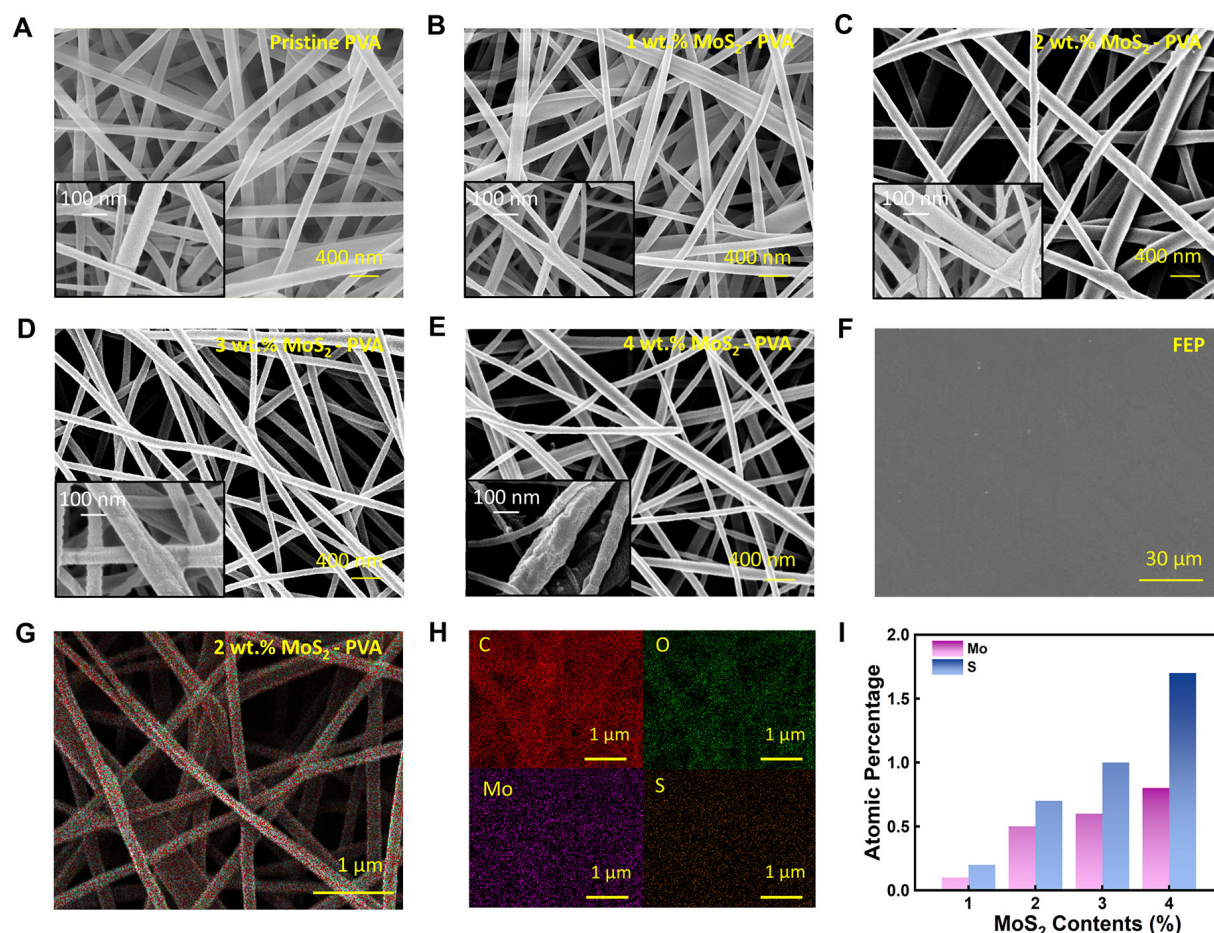 A
Pristine PVA
100 nm
400 nm
B
1 wt.% MoS₂ - PVA
100 nm
400 nm
C
2 wt.% MoS₂ - PVA
100 nm
400 nm
D
3 wt.% MoS₂ - PVA
100 nm
400 nm
E
4 wt.% MoS₂ - PVA
100 nm
400 nm
F
FEP
30 µm
G
2 wt.% MoS₂ - PVA
1 µm
H
C
1 µm
O
1 µm
Mo
1 µm
S
1 µm
I
Atomic Percentage
2.0
1.5
1.0
0.5
0.0
Mo
S
1 2 3 4
MoS₂ Contents (%)